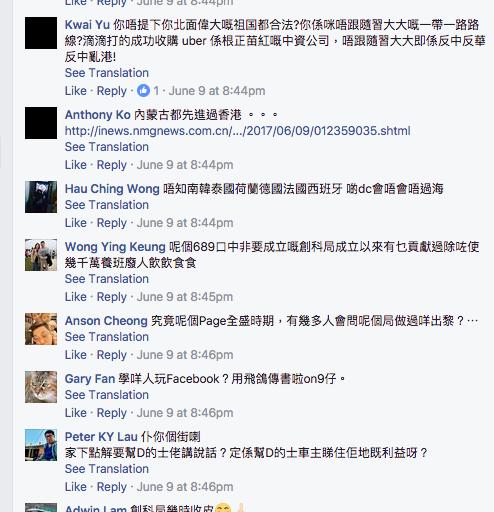 Like · Reply · June 9 at 8:44pm
Kwai Yu 你唔提下你北面偉大嘅祖国都合法?你係咪唔跟隨習大大嘅一帶一路路
線?滴滴打的成功收購 uber 係根正苗紅嘅中資公司，唔跟隨習大大即係反中反華
反中亂港!
See Translation
Like · Reply · 1 · June 9 at 8:44pm
Anthony Ko 內蒙古都先進過香港 。。。
http://inews.nmgnews.com.cn/.../2017/06/09/012359035.shtml
See Translation
Like · Reply · June 9 at 8:44pm
Hau Ching Wong 唔知南韓泰國荷蘭德國法國西班牙 啲dc會唔會唔過海
See Translation
Like · Reply · June 9 at 8:44pm
Wong Ying Keung 呢個689口中非要成立嘅創科局成立以來有乜貢獻過除咗使
幾千萬養班廢人飲飲食食
See Translation
Like · Reply · June 9 at 8:45pm
Anson Cheong 究竟呢個Page全盛時期，有幾多人會問呢個局做過咩出黎？…
See Translation
Like · Reply · June 9 at 8:46pm
Gary Fan 學咩人玩Facebook？用飛鴿傳書啦on9仔。
See Translation
Like · Reply · June 9 at 8:46pm
Peter KY Lau 仆你個街喇
家下點解要幫D的士佬講說話？定係幫D的士車主睇住佢地既利益呀？
See Translation
Like · Reply · June 9 at 8:46pm
Adwin Lam 創科局幾時收皮😊👆